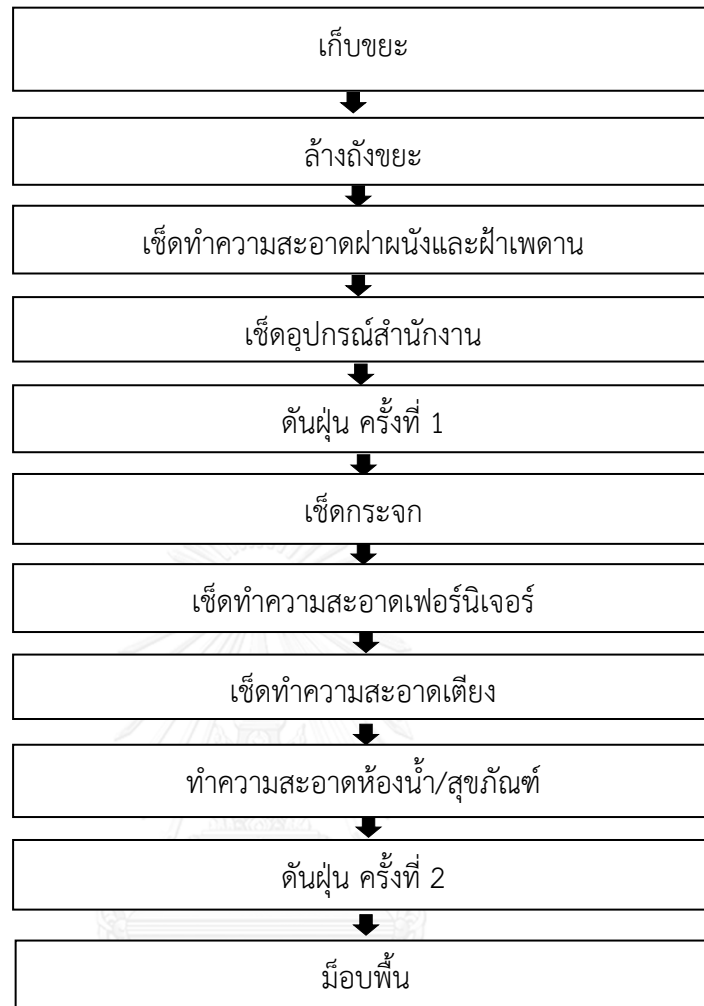 เก็บขยะ
ล้างถังขยะ
เช็ดทำความสะอาดฝาผนังและฝ้าเพดาน
เช็ดอุปกรณ์สำนักงาน
ดันฝุ่น ครั้งที่ 1
เช็ดกระจก
เช็ดทำความสะอาดเฟอร์นิเจอร์
เช็ดทำความสะอาดเตียง
ทำความสะอาดห้องน้ำ/สุขภัณฑ์
ดันฝุ่น ครั้งที่ 2
ม็อบพื้น